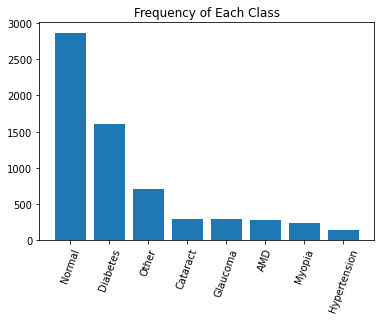 Frequency of Each Class
3000
2500
2000
1500
1000
500
0
Normal
Diabetes
Other
Cataract
Glaucoma
AMD
Myopia
Hypertension